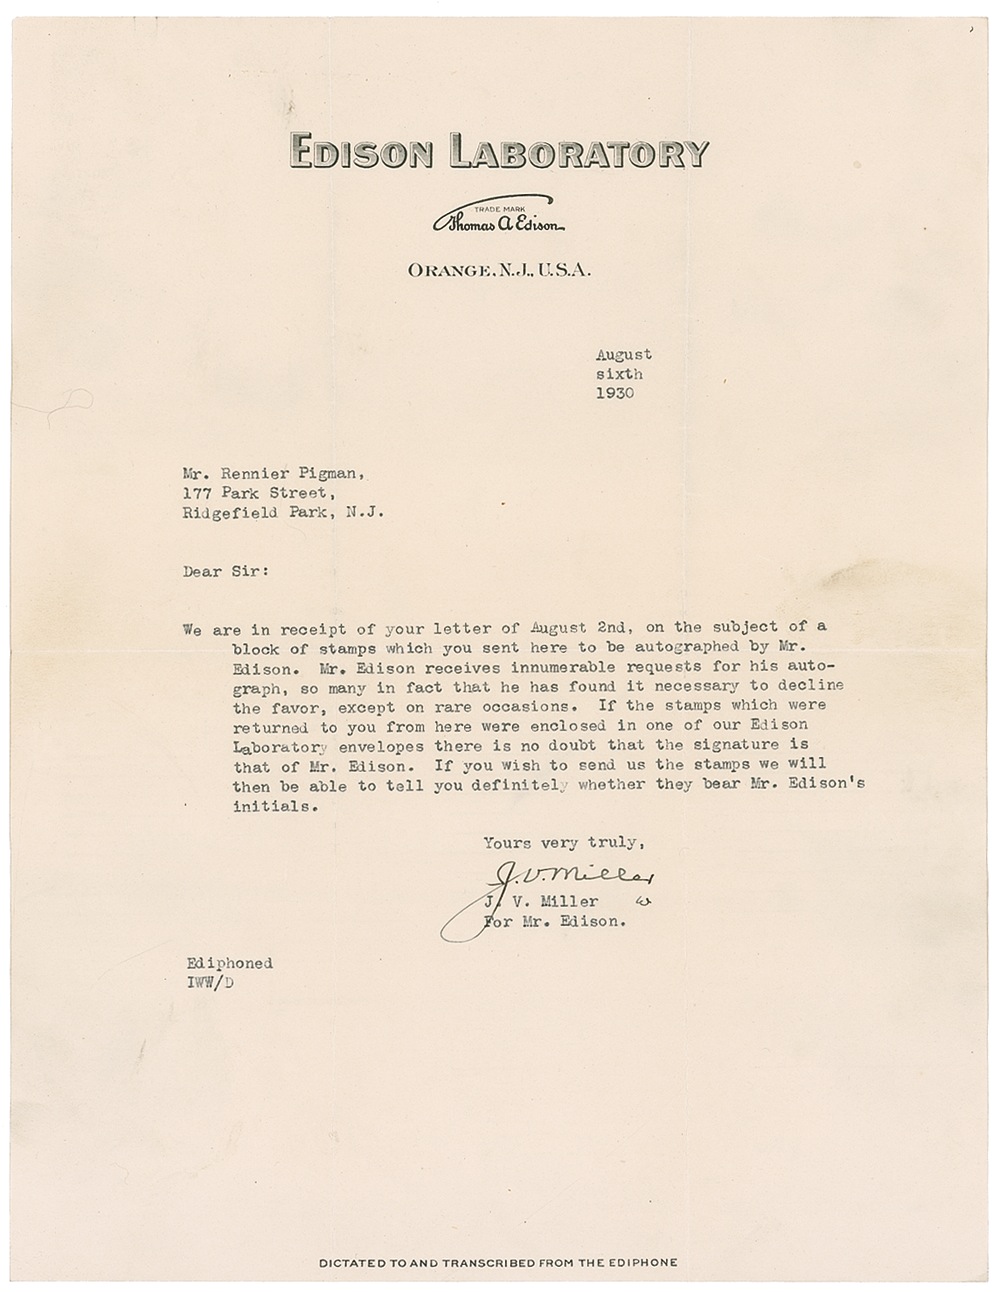 EDISON LABORATORY
TRADE MARK
Thomas A Edison
ORANGE, N.J., U.S.A.
August
sixth
1930
Mr. Rennier Pigman,
177 Park Street,
Ridgefield Park, N.J.
Dear Sir:
We are in receipt of your letter of August 2nd, on the subject of a
block of stamps which you sent here to be autographed by Mr.
Edison. Mr. Edison receives innumerable requests for his auto-
graph, so many in fact that he has found it necessary to decline
the favor, except on rare occasions. If the stamps which were
returned to you from here were enclosed in one of our Edison
Laboratory envelopes there is no doubt that the signature is
that of Mr. Edison. If you wish to send us the stamps we will
then be able to tell you definitely whether they bear Mr. Edison's
initials.
Yours very truly,
J.V. Miller
J. V. Miller w
For Mr. Edison.
Ediphoned
IWW/D
DICTATED TO AND TRANSCRIBED FROM THE EDIPHONE